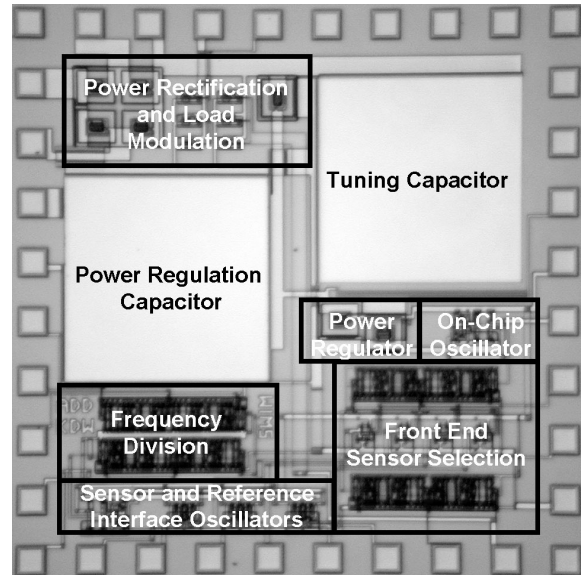 Power Rectification
and Load
Modulation
Tuning Capacitor
Power Regulation
Capacitor
Power
Regulator
On-Chip
Oscillator
Frequency
Division
Front End
Sensor Selection
Sensor and Reference
Interface Oscillators